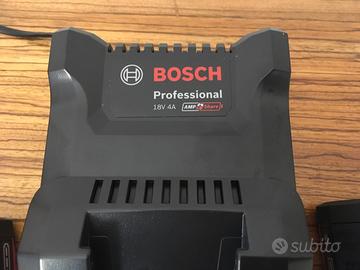 BOSCH
Professional
18V 4A AMP Share
subito